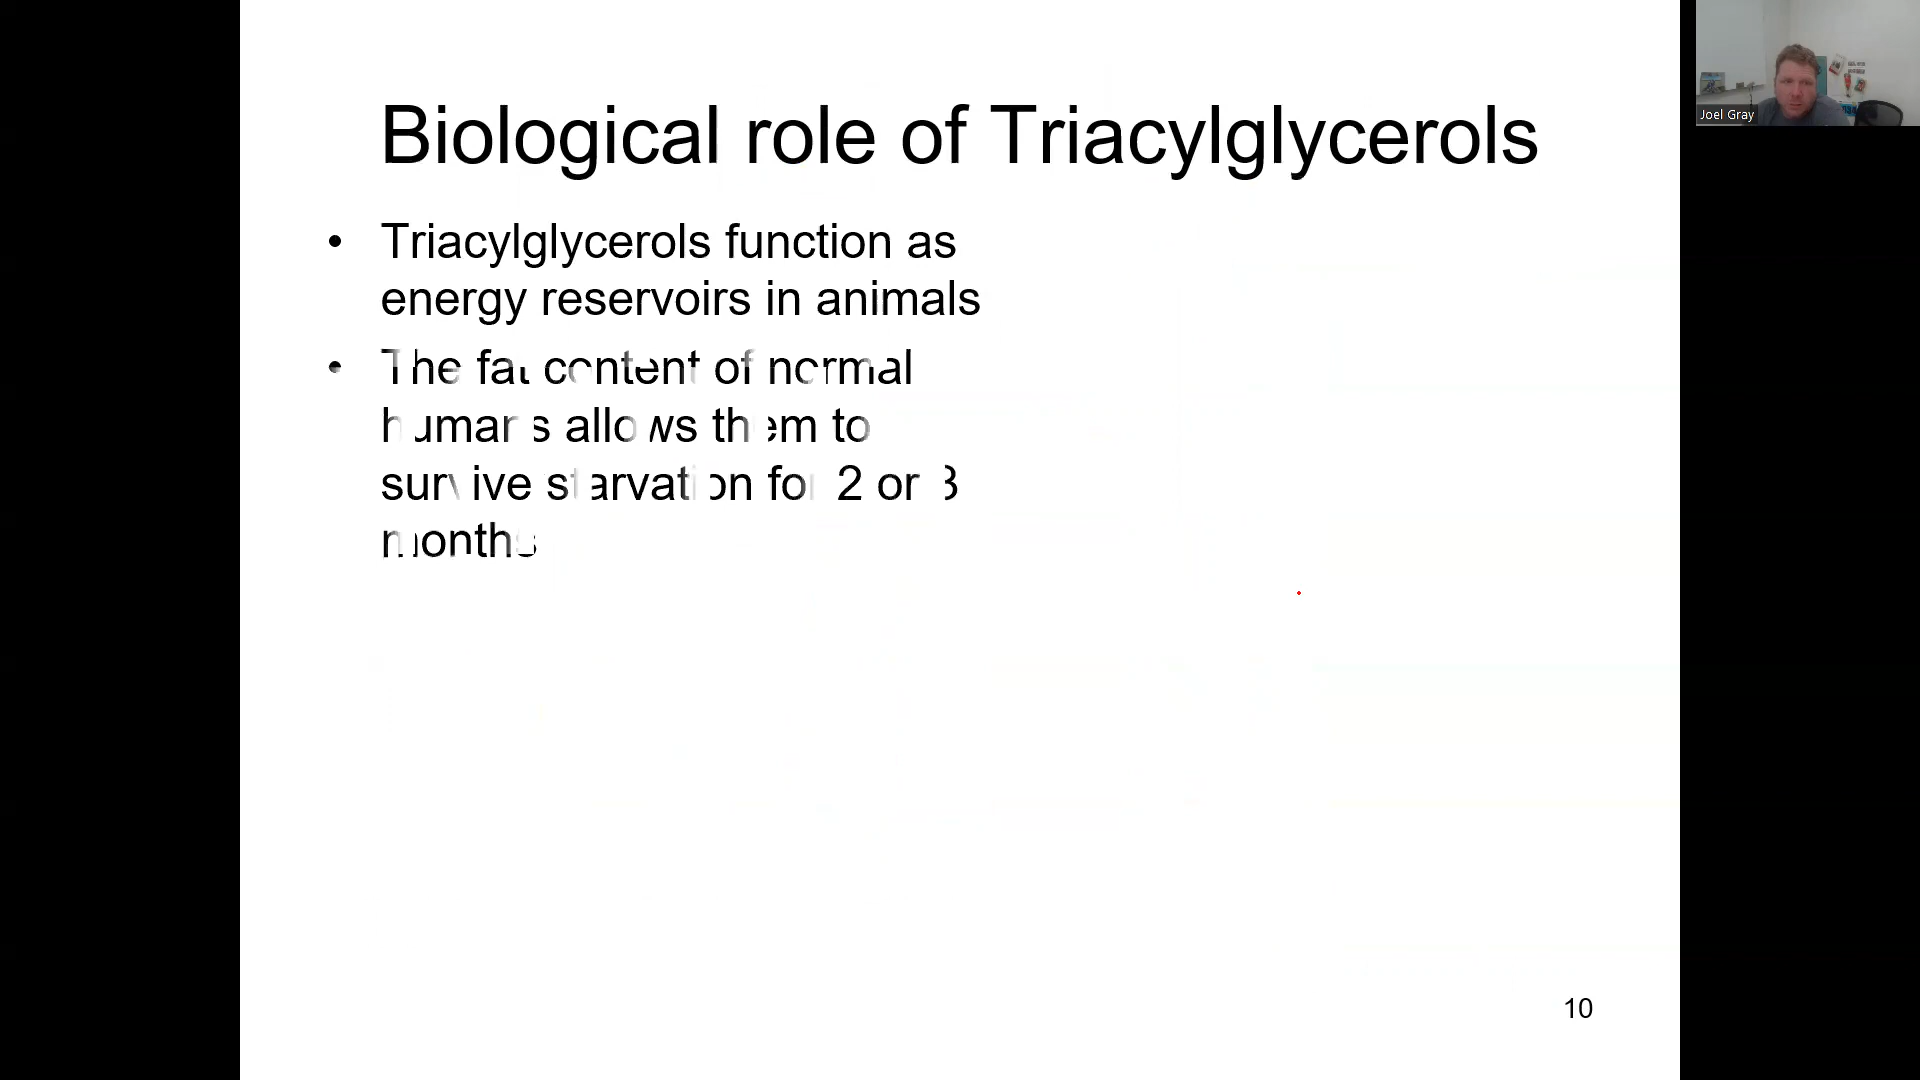 Biological role of Triacylglycerols
• Triacylglycerols function as
energy reservoirs in animals
• The fat content of normal
humans allows them to
survive starvation for 2 or 3
months
Joel Gray
10